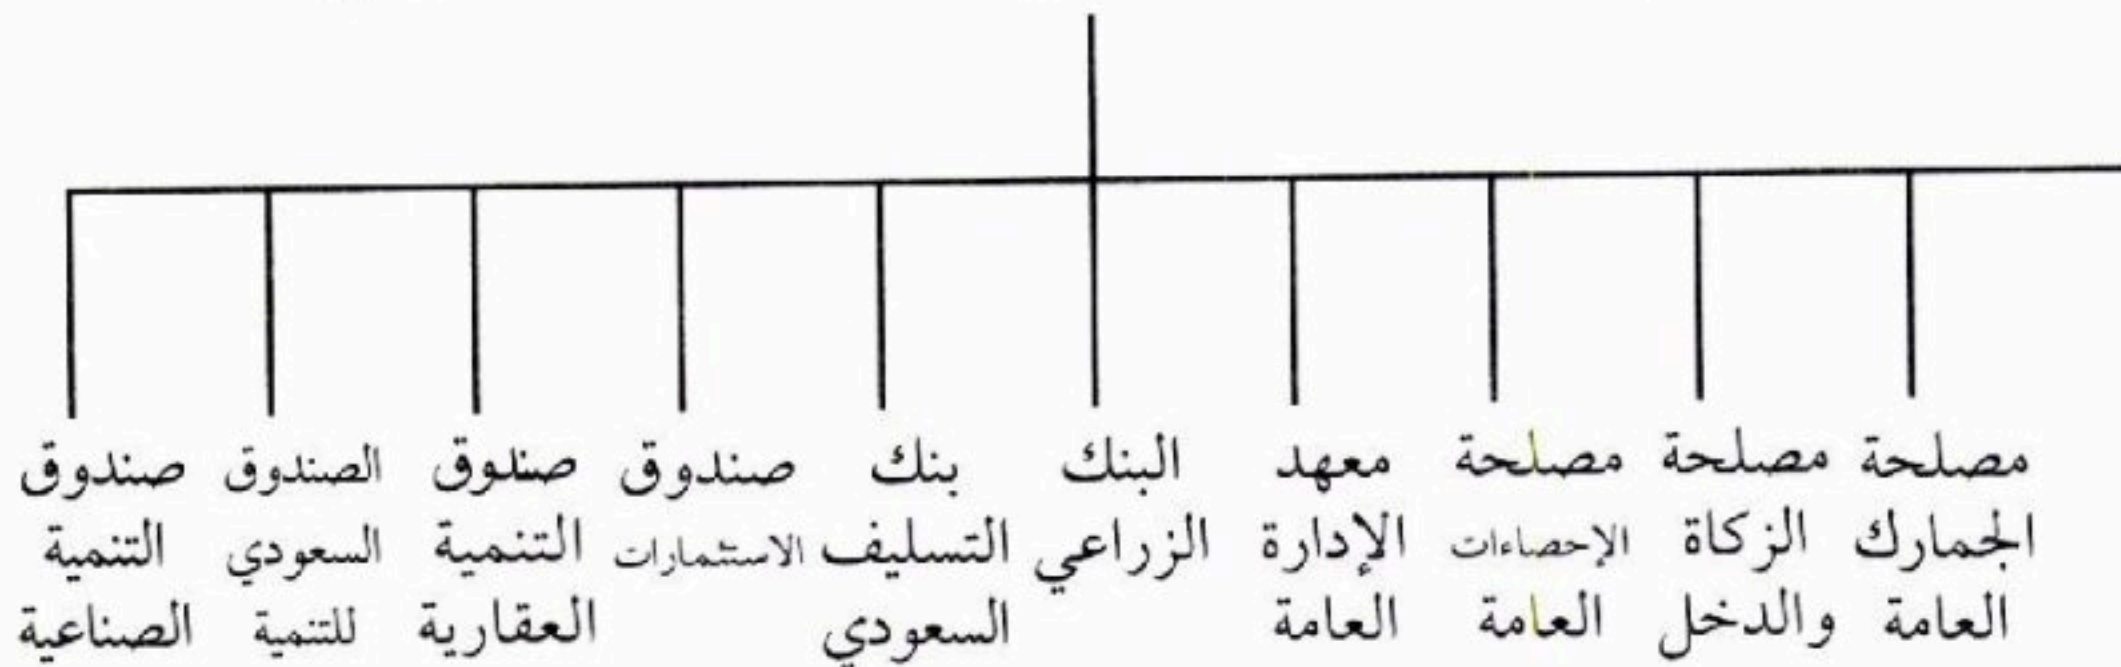 مصلحة
الجمارك
العامة
مصلحة
الزكاة
والدخل
مصلحة
الإحصاءات
العامة
معهد
الإدارة
العامة
البنك
الزراعي
بنك
التسليف
السعودي
صندوق
الاستثمارات
صندوق
التنمية
العقارية
الصندوق
السعودي
للتنمية
صندوق
التنمية
الصناعية